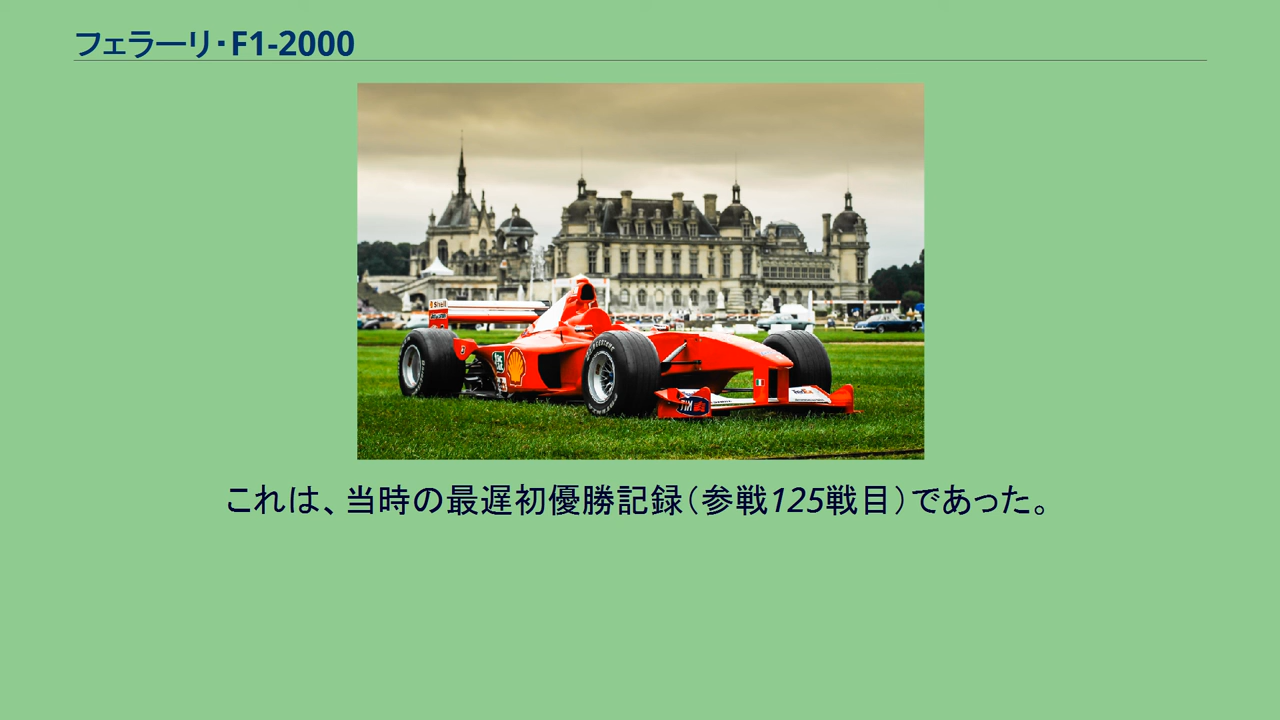 フェラーリ・F1-2000
Shell
これは、当時の最遅初優勝記録（参戦125戦目）であった。